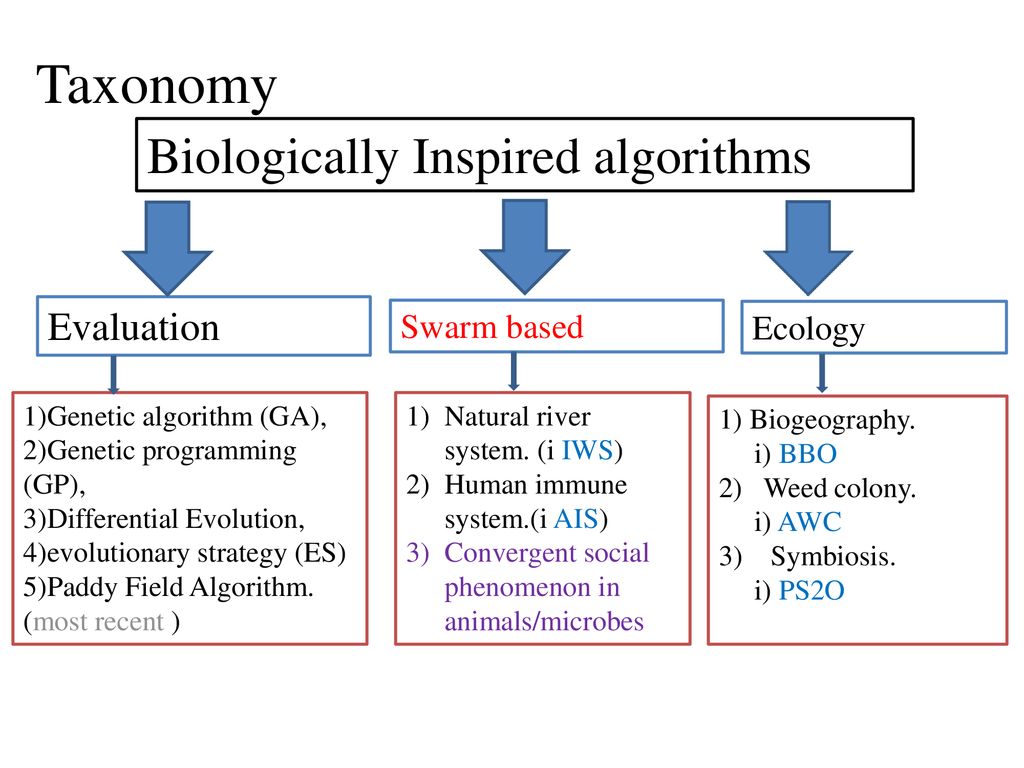 Taxonomy
Biologically Inspired algorithms
Evaluation
1)Genetic algorithm (GA),
2)Genetic programming
(GP),
3)Differential Evolution,
4)evolutionary strategy (ES)
5)Paddy Field Algorithm.
(most recent )
Swarm based
1) Natural river
system. (i IWS)
2) Human immune
system.(i AIS)
3) Convergent social
phenomenon in
animals/microbes
Ecology
1) Biogeography.
i) BBO
2) Weed colony.
i) AWC
3) Symbiosis.
i) PS2O